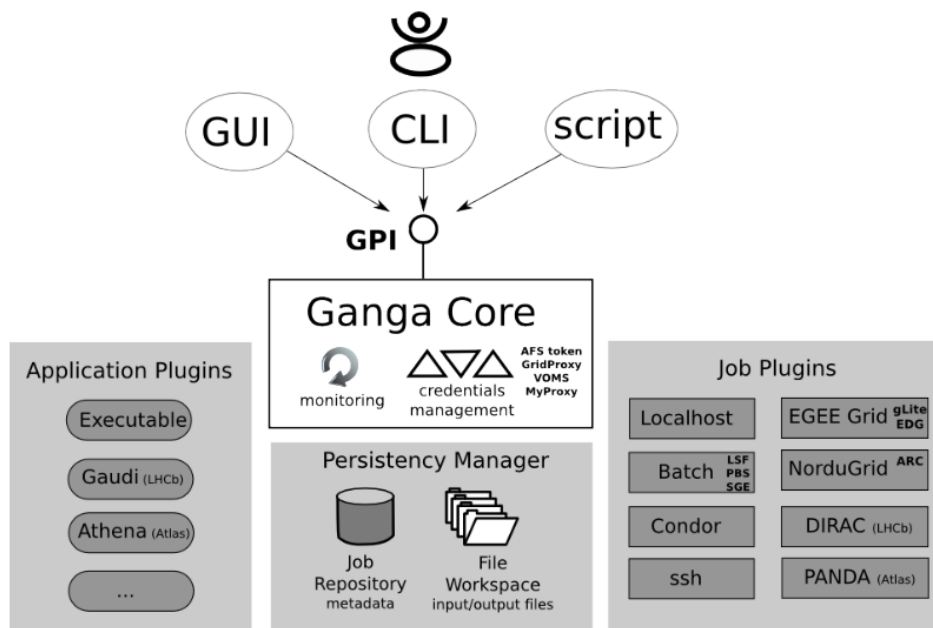 GUI
CLI
script
GPI
Ganga Core
monitoring
credentials
management
AFS token
GridProxy
VOMS
MyProxy
Application Plugins
Executable
Gaudi (LHCb)
Athena (Atlas)
...
Persistency Manager
Job
Repository
metadata
File
Workspace
input/output files
Job Plugins
Localhost
EGEE Grid gLite
EDG
Batch LSF
PBS
SGE
NorduGrid ARC
Condor
DIRAC (LHCb)
ssh
PANDA (Atlas)